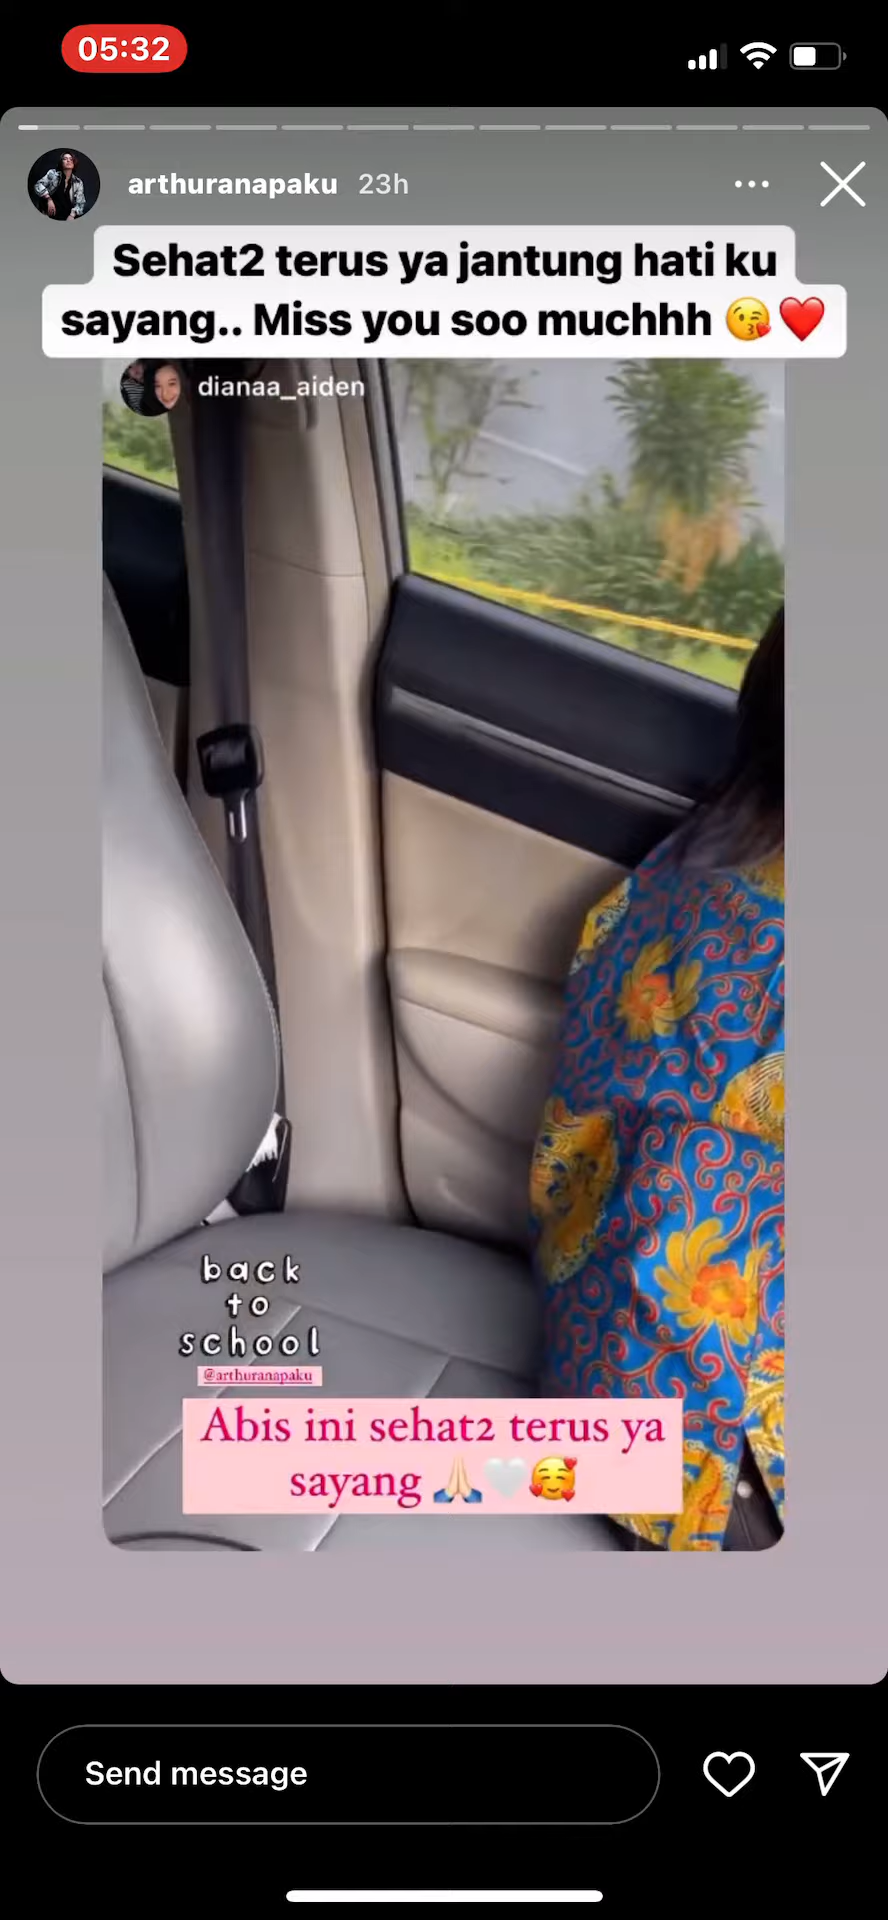 05:32
arthuranapaku 23h
Sehat2 terus ya jantung hati ku
sayang.. Miss you soo muchhh 😘❤️
dianaa_aiden
back
to
school
@arthuranapaku
Abis ini sehat2 terus ya
sayang 🙏🏻🤍🥰
Send message